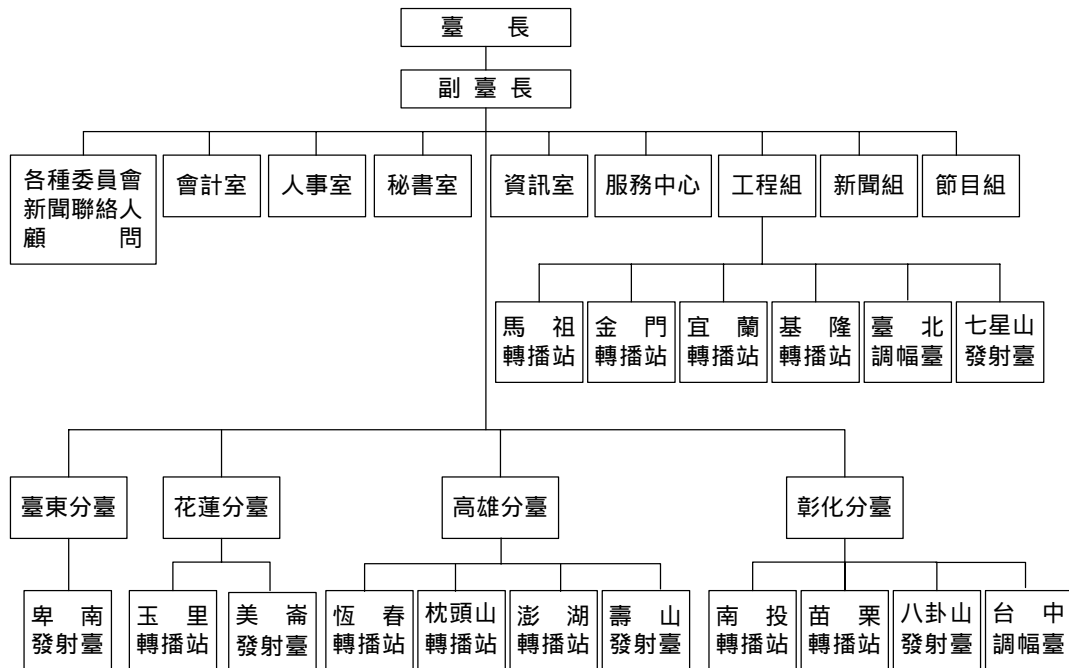 臺長
副臺長
各種委員會
新聞聯絡人
顧問
會計室
人事室
秘書室
資訊室
服務中心
工程組
新聞組
節目組
馬祖
轉播站
金門
轉播站
宜蘭
轉播站
基隆
轉播站
臺北
調幅臺
七星山
發射臺
臺東分臺
花蓮分臺
高雄分臺
彰化分臺
卑南
發射臺
玉里
轉播站
美崙
發射臺
恆春
轉播站
枕頭山
轉播站
澎湖
轉播站
壽山
發射臺
南投
轉播站
苗栗
轉播站
八卦山
發射臺
台中
調幅臺